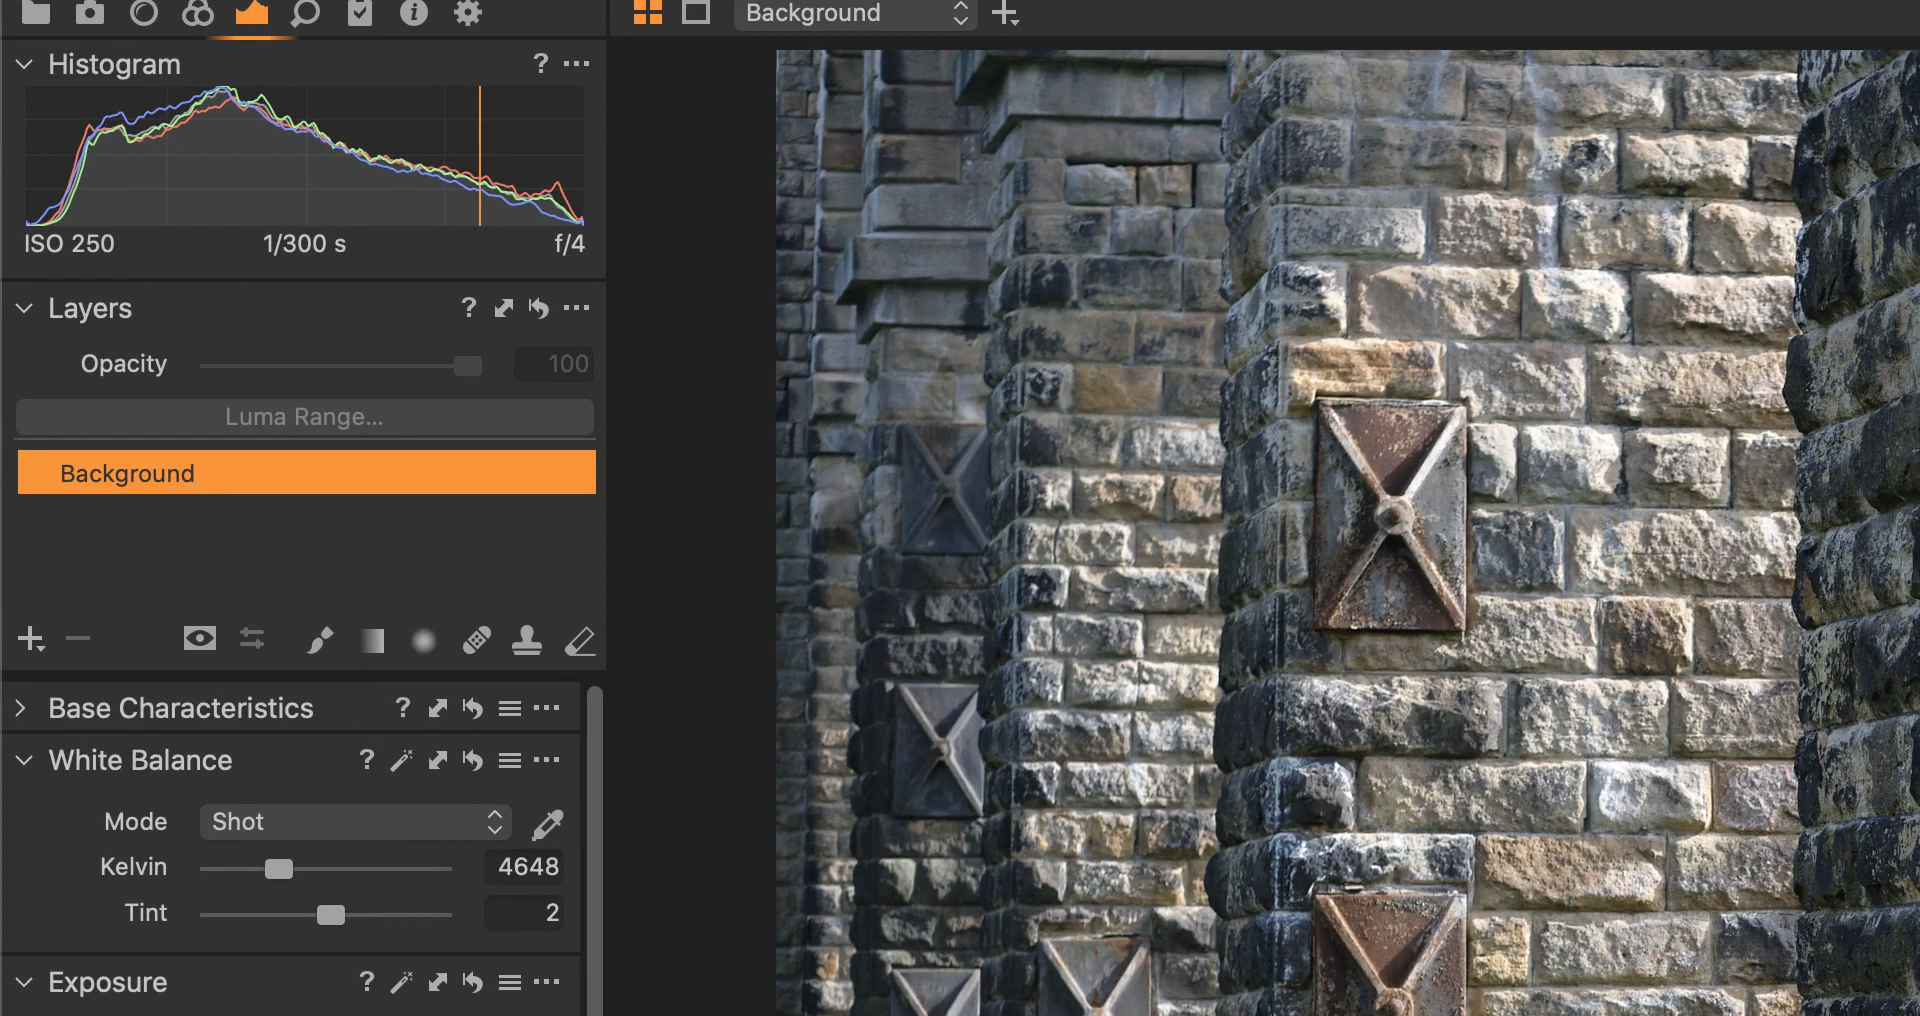 Background
Histogram ?
ISO 250 1/300 s f/4
Layers ?
Opacity 100
Luma Range...
Background
Base Characteristics ?
White Balance ?
Mode Shot
Kelvin 4648
Tint 2
Exposure ?